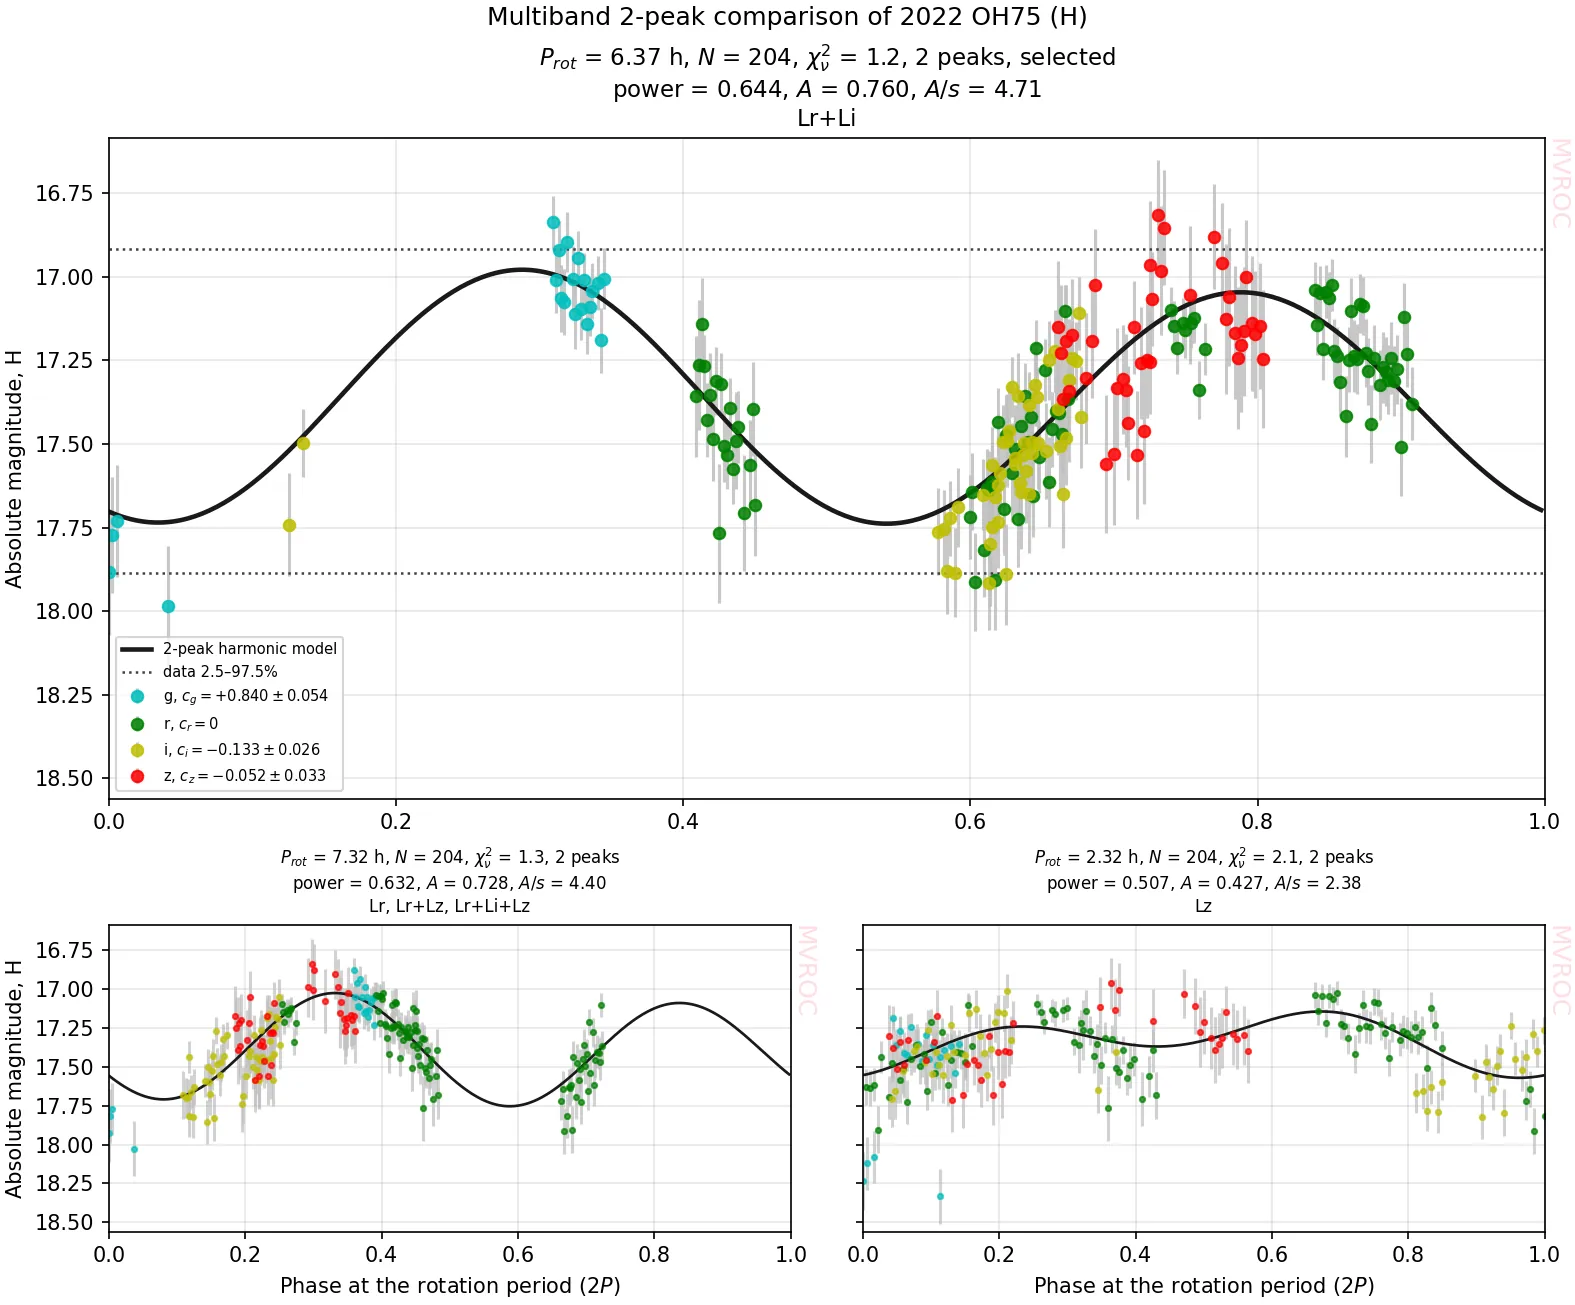 Multiband 2-peak comparison of 2022 OH75 (H)
P_rot = 6.37 h, N = 204, χ²_ν = 1.2, 2 peaks, selected
power = 0.644, A = 0.760, A/s = 4.71
Lr+Li
MVROC
Absolute magnitude, H
16.75
17.00
17.25
17.50
17.75
18.00
18.25
18.50
2-peak harmonic model
data 2.5–97.5%
g, c_g = +0.840 ± 0.054
r, c_r = 0
i, c_i = −0.133 ± 0.026
z, c_z = −0.052 ± 0.033
0.0 0.2 0.4 0.6 0.8 1.0
P_rot = 7.32 h, N = 204, χ²_ν = 1.3, 2 peaks
power = 0.632, A = 0.728, A/s = 4.40
Lr, Lr+Lz, Lr+Li+Lz
MVROC
Absolute magnitude, H
16.75
17.00
17.25
17.50
17.75
18.00
18.25
18.50
0.0 0.2 0.4 0.6 0.8 1.0
Phase at the rotation period (2P)
P_rot = 2.32 h, N = 204, χ²_ν = 2.1, 2 peaks
power = 0.507, A = 0.427, A/s = 2.38
Lz
MVROC
0.0 0.2 0.4 0.6 0.8 1.0
Phase at the rotation period (2P)